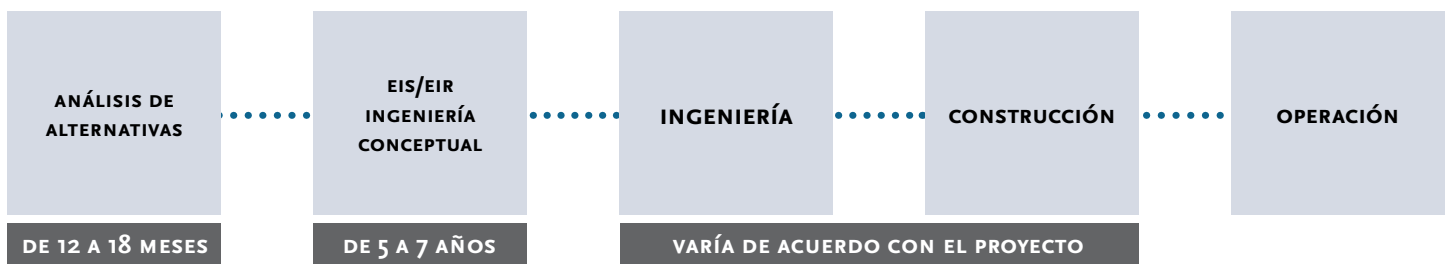 ANÁLISIS DE
ALTERNATIVAS
EIS/EIR
INGENIERÍA
CONCEPTUAL
INGENIERÍA
CONSTRUCCIÓN
OPERACIÓN
DE 12 A 18 MESES
DE 5 A 7 AÑOS
VARÍA DE ACUERDO CON EL PROYECTO